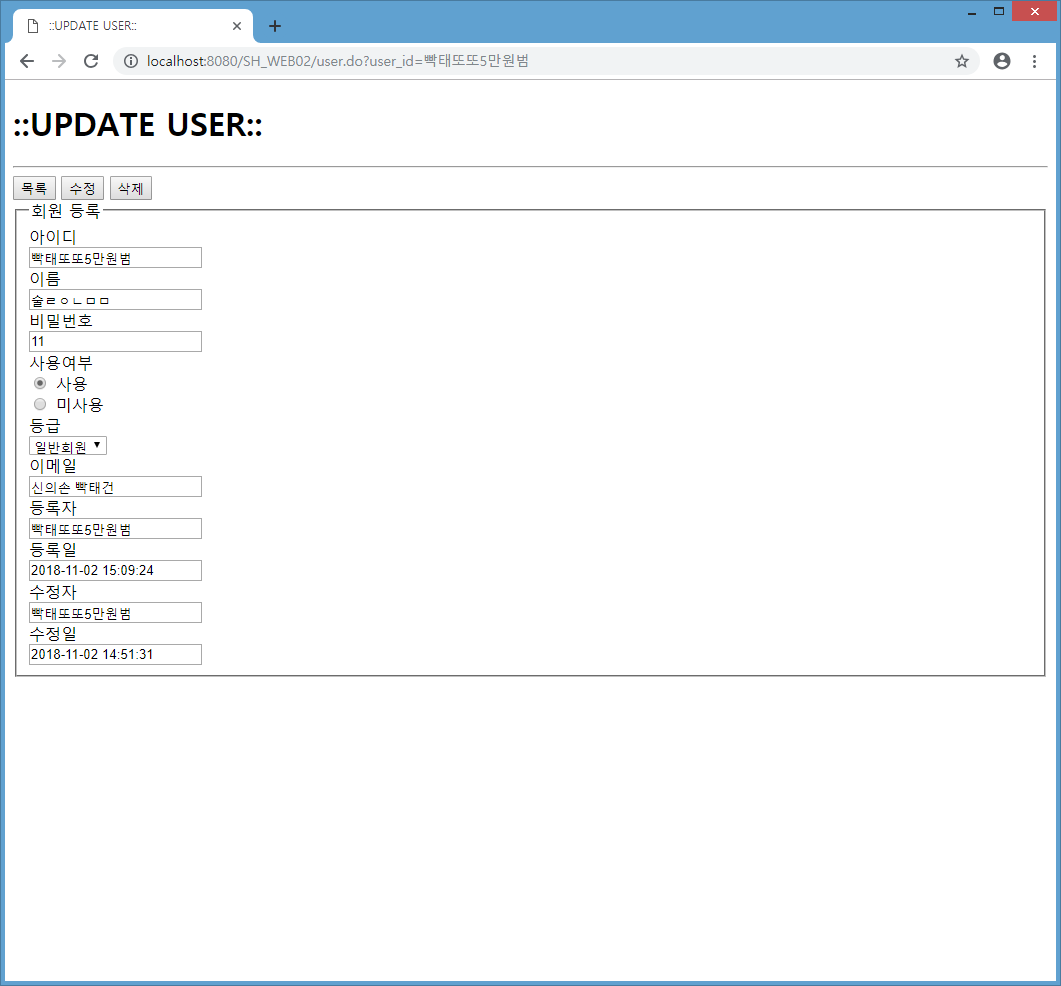 ::UPDATE USER::
localhost:8080/SH_WEB02/user.do?user_id=빡태또또5만원범
::UPDATE USER::
목록 수정 삭제
회원 등록
아이디
빡태또또5만원범
이름
술ㄹㅇㄴㅁㅁ
비밀번호
11
사용여부
사용
미사용
등급
일반회원
이메일
신의손 빡태건
등록자
빡태또또5만원범
등록일
2018-11-02 15:09:24
수정자
빡태또또5만원범
수정일
2018-11-02 14:51:31